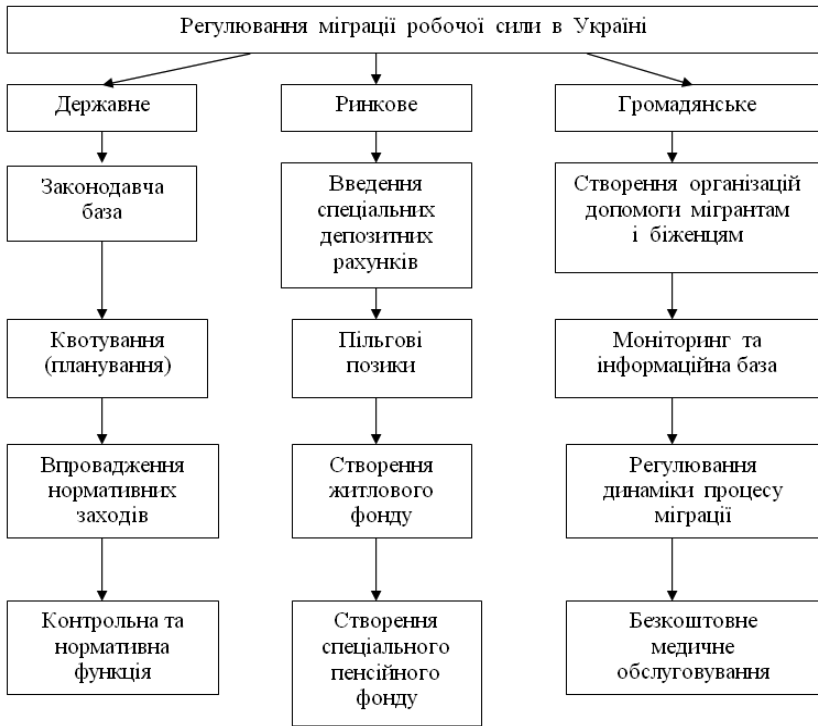 Регулювання міграції робочої сили в Україні
Державне
Ринкове
Громадянське
Законодавча
база
Введення
спеціальних
депозитних
рахунків
Створення організацій
допомоги мігрантам
і біженцям
Квотування
(планування)
Пільгові
позики
Моніторинг та
інформаційна база
Впровадження
нормативних
заходів
Створення
житлового
фонду
Регулювання
динаміки процесу
міграції
Контрольна та
нормативна
функція
Створення
спеціального
пенсійного
фонду
Безкоштовне
медичне
обслуговування